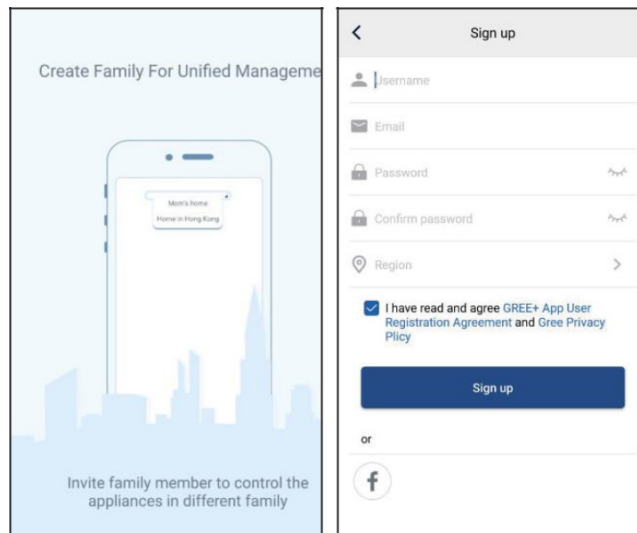 Create Family For Unified Manageme
Mom's home
Home in Hong Kong
Invite family member to control the
appliances in different family
Sign up
Username
Email
Password
Confirm password
Region
I have read and agree GREE+ App User
Registration Agreement and Gree Privacy
Plicy
Sign up
or
f